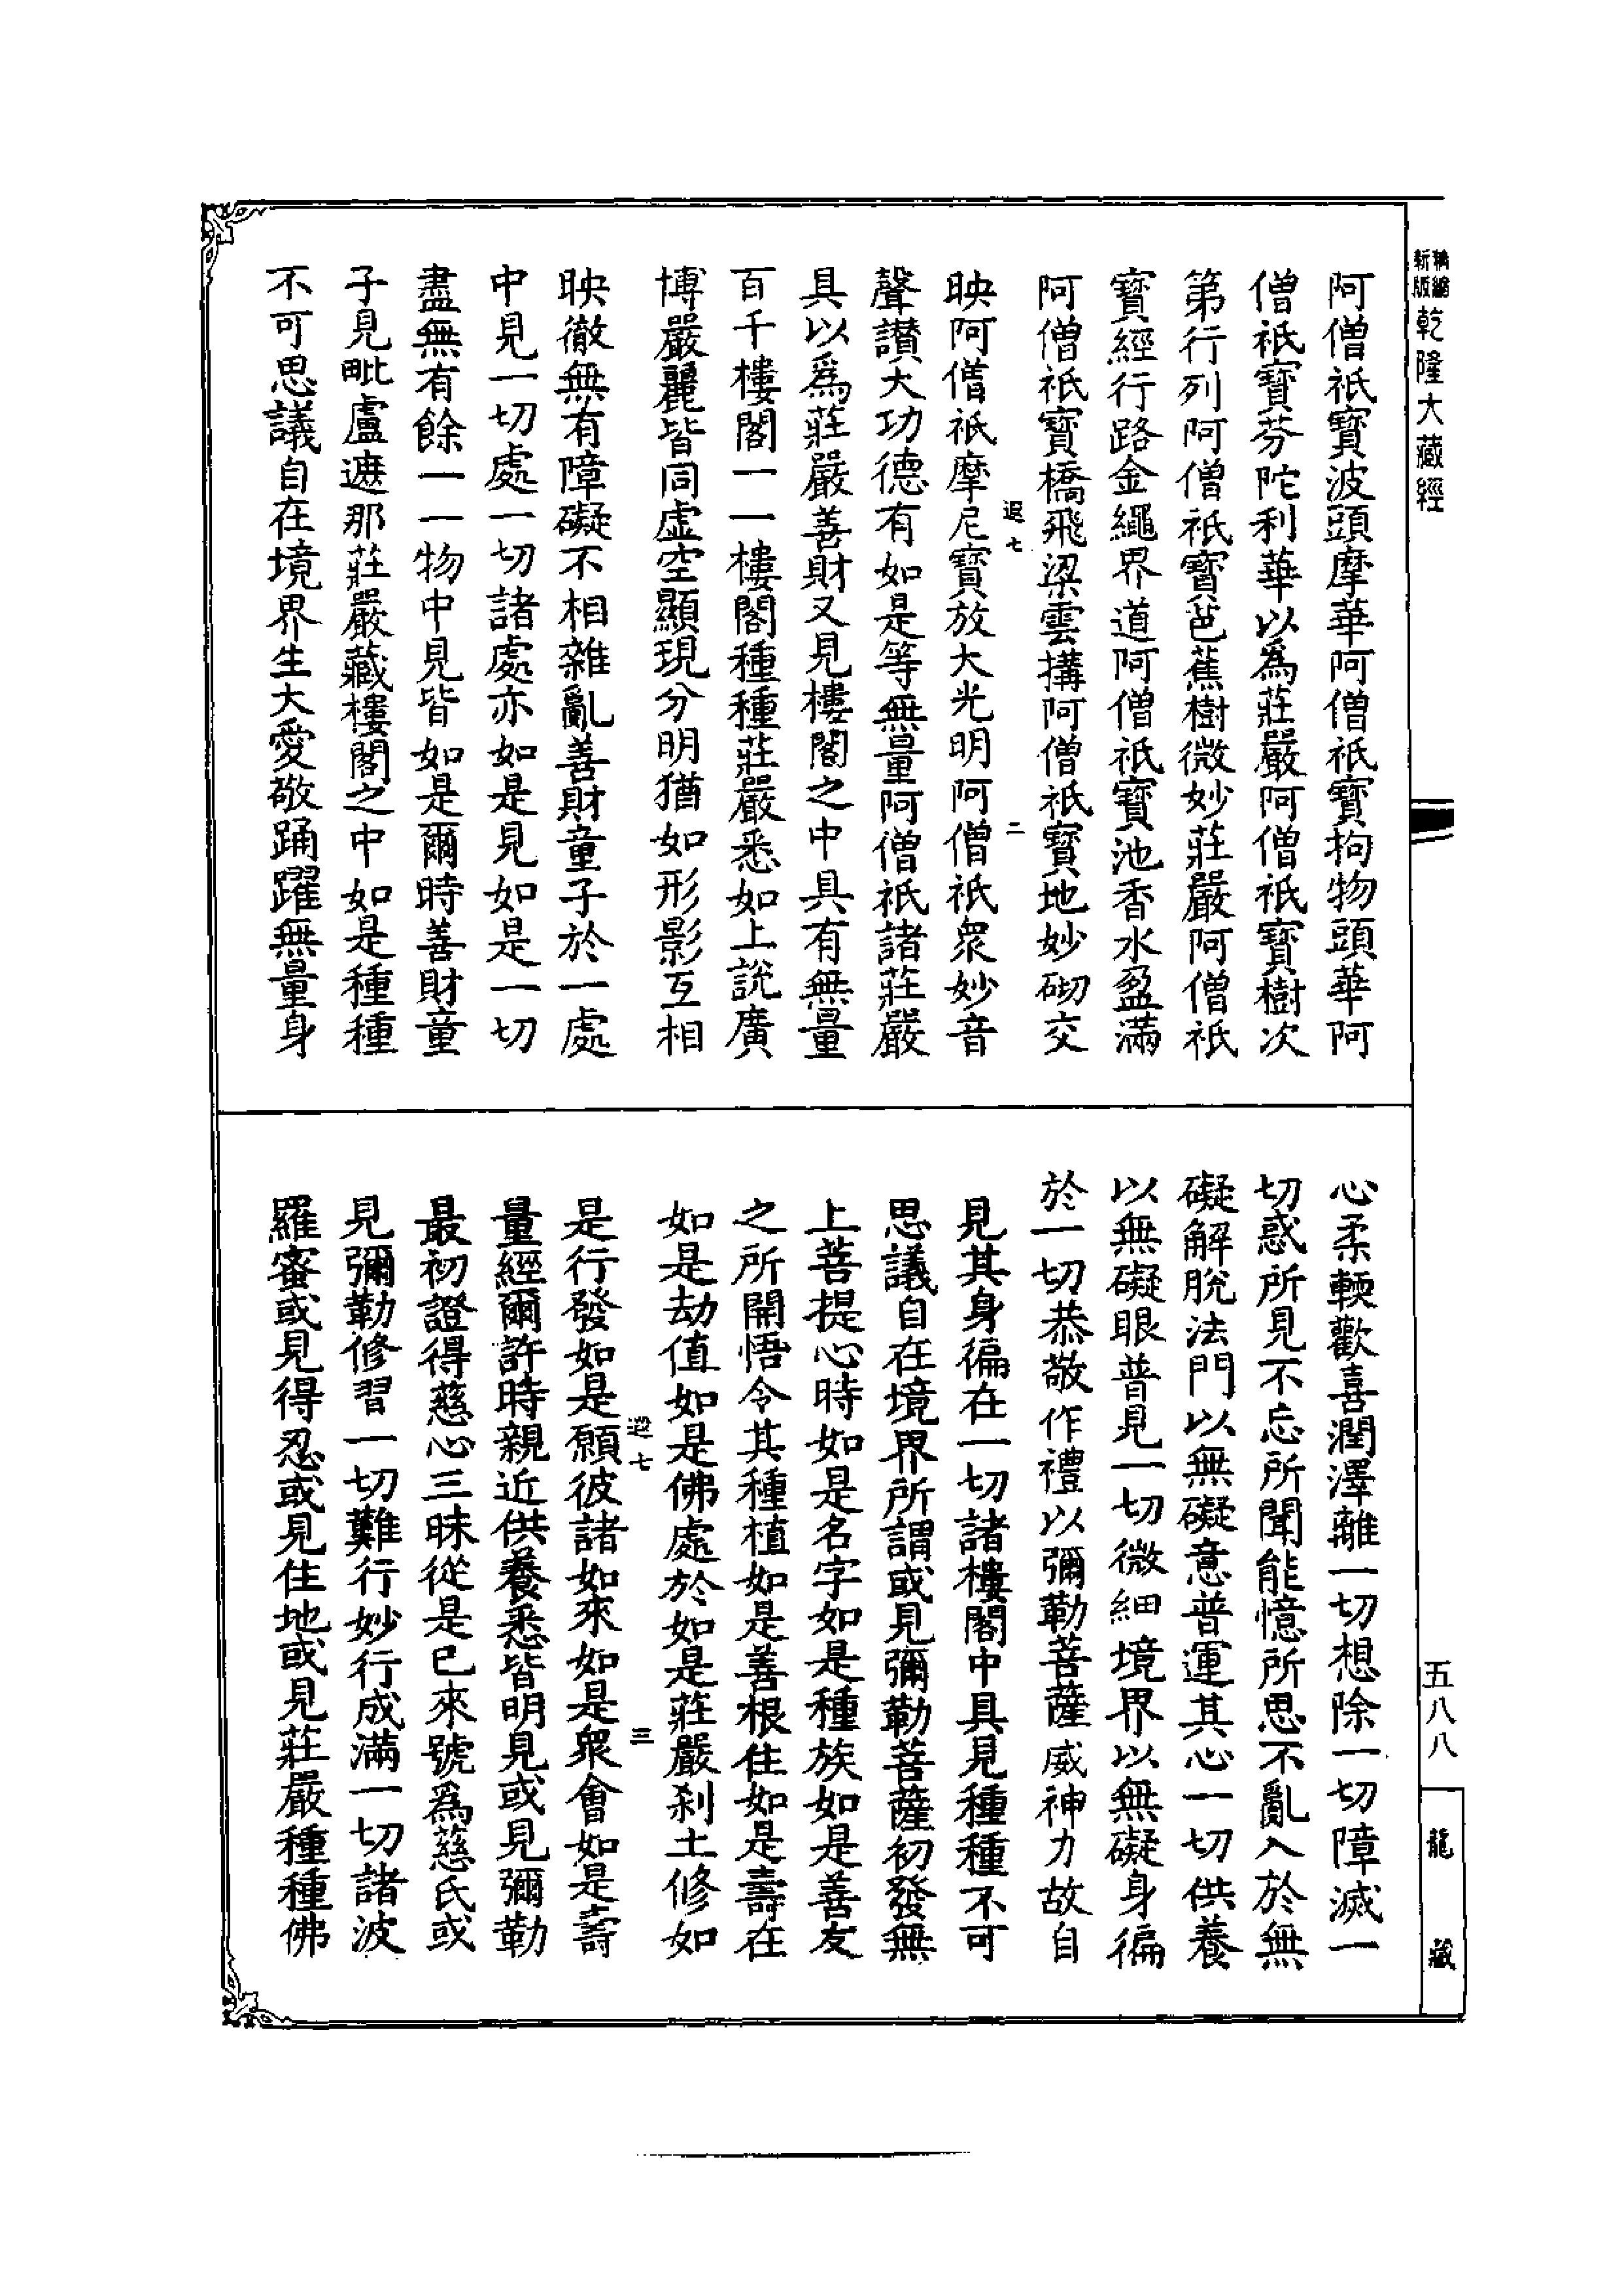 精縮
新版
乾隆大藏經
阿僧祇寶波頭摩華阿僧祇寶拘物頭華阿
僧祇寶芬陀利華以爲莊嚴阿僧祇寶樹次
第行列阿僧祇寶芭蕉樹微妙莊嚴阿僧祇
寶經行路金繩界道阿僧祇寶池香水盈滿
阿僧祇寶橋飛梁雲搆阿僧祇寶地妙砌交
遐七
二
映阿僧祇摩尼寶放大光明阿僧祇衆妙音
聲讃大功德有如是等無量阿僧祇諸莊嚴
具以爲莊嚴善財又見樓閣之中具有無量
百千樓閣一一樓閣種種莊嚴悉如上說廣
博嚴麗皆同虛空顯現分明猶如形影互相
映徹無有障礙不相雜亂善財童子於一處
中見一切處一切諸處亦如是見如是一切
盡無有餘一一物中見皆如是爾時善財童
子見毗盧遮那莊嚴藏樓閣之中如是種種
不可思議自在境界生大愛敬踊躍無量身
心柔輭歡喜潤澤離一切想除一切障滅一
切惑所見不忘所聞能憶所思不亂入於無
礙解脫法門以無礙意普運其心一切供養
以無礙眼普見一切微細境界以無礙身徧
於一切恭敬作禮以彌勒菩薩威神力故自
見其身徧在一切諸樓閣中具見種種不可
思議自在境界所謂或見彌勒菩薩初發無
上菩提心時如是名字如是種族如是善友
之所開悟令其種植如是善根住如是壽在
如是劫值如是佛處於如是莊嚴刹土修如
遐七
三
是行發如是願彼諸如來如是衆會如是壽
量經爾許時親近供養悉皆明見或見彌勒
最初證得慈心三昧從是已來號爲慈氏或
見彌勒修習一切難行妙行成滿一切諸波
羅蜜或見得忍或見住地或見莊嚴種種佛
五八八
龍藏